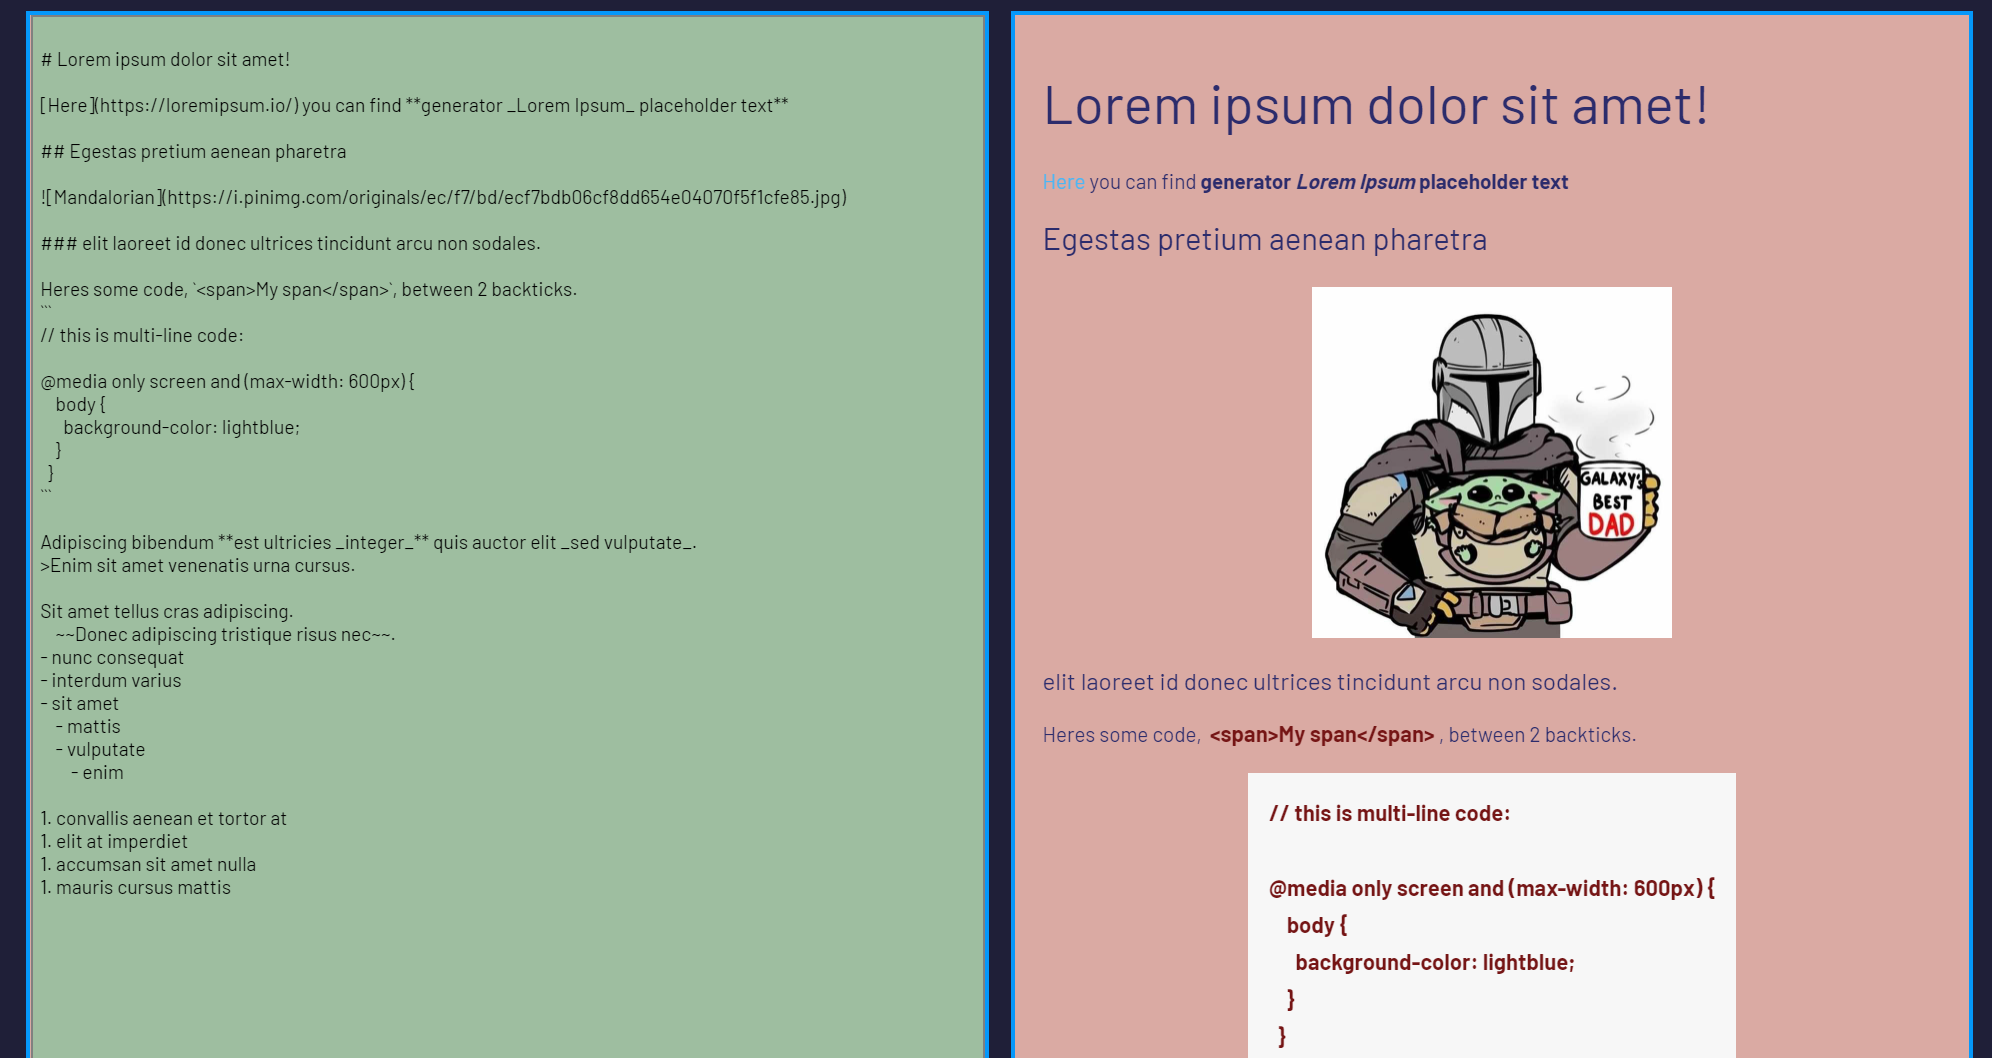 # Lorem ipsum dolor sit amet!
[Here](https://loremipsum.io/) you can find **generator _Lorem Ipsum_ placeholder text**
## Egestas pretium aenean pharetra
![Mandalorian](https://i.pinimg.com/originals/ec/f7/bd/ecf7bdb06cf8dd654e04070f5f1cfe85.jpg)
### elit laoreet id donec ultrices tincidunt arcu non sodales.
Heres some code, `<span>My span</span>`, between 2 backticks.
```
// this is multi-line code:
@media only screen and (max-width: 600px) {
    body {
      background-color: lightblue;
    }
  }
```
Adipiscing bibendum **est ultricies _integer_** quis auctor elit _sed vulputate_.
>Enim sit amet venenatis urna cursus.
Sit amet tellus cras adipiscing.
    ~~Donec adipiscing tristique risus nec~~.
- nunc consequat
- interdum varius
- sit amet
    - mattis
    - vulputate
        - enim
1. convallis aenean et tortor at
1. elit at imperdiet
1. accumsan sit amet nulla
1. mauris cursus mattis
Lorem ipsum dolor sit amet!
Here you can find generator Lorem Ipsum placeholder text
Egestas pretium aenean pharetra
GALAXY'S
BEST
DAD
elit laoreet id donec ultrices tincidunt arcu non sodales.
Heres some code, <span>My span</span> , between 2 backticks.
// this is multi-line code:
@media only screen and (max-width: 600px) {
    body {
      background-color: lightblue;
    }
  }